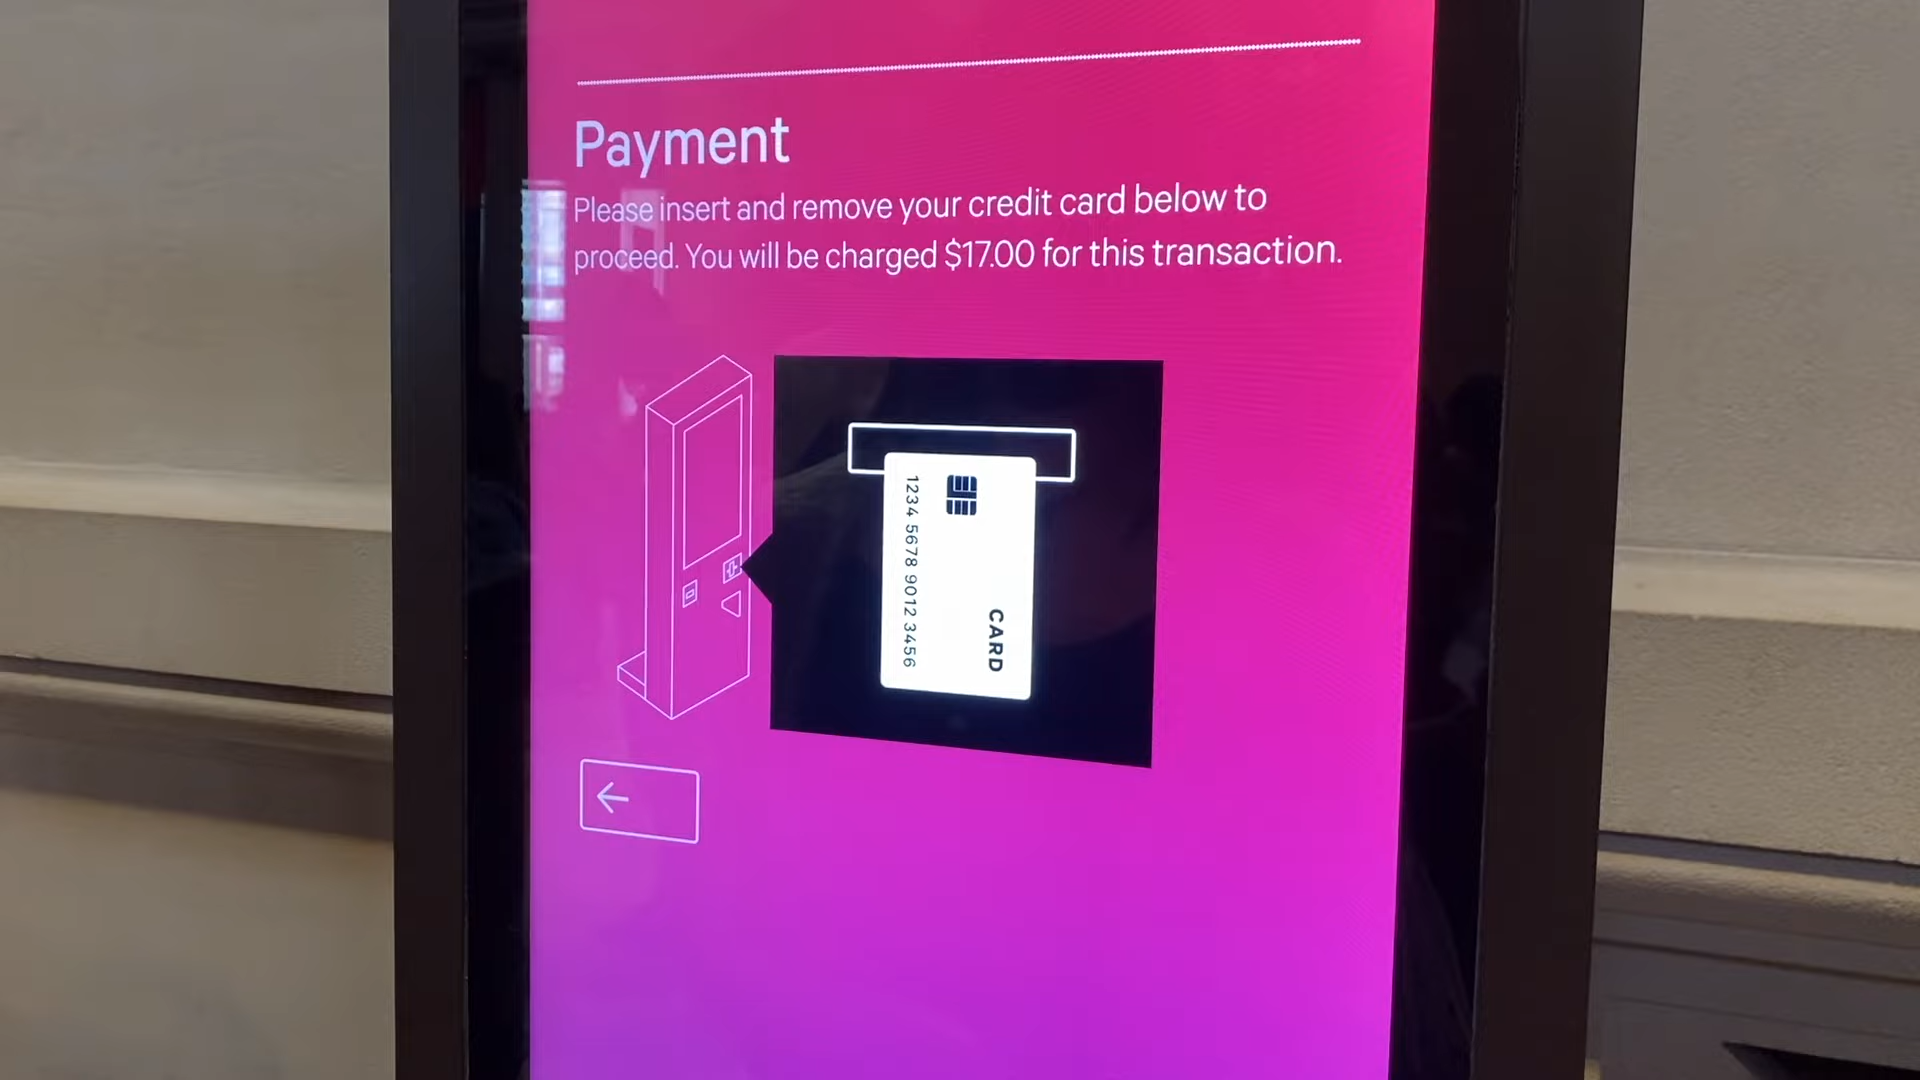 Payment
Please insert and remove your credit card below to
proceed. You will be charged $17.00 for this transaction.
1234 5678 9012 3456
CARD